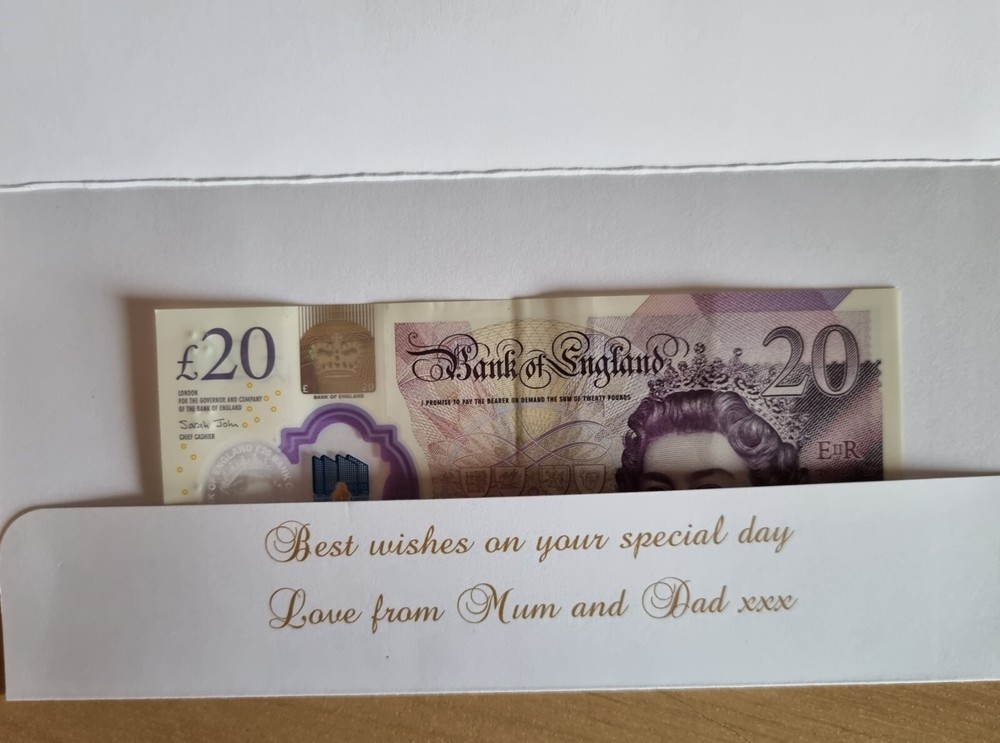 £20
LONDON
FOR THE GOVERNOR AND COMPANY
OF THE BANK OF ENGLAND
Sarah John
CHIEF CASHIER
£ 20
BANK OF ENGLAND
Bank of England
I PROMISE TO PAY THE BEARER ON DEMAND THE SUM OF TWENTY POUNDS
20
EIIR
Best wishes on your special day
Love from Mum and Dad xxx